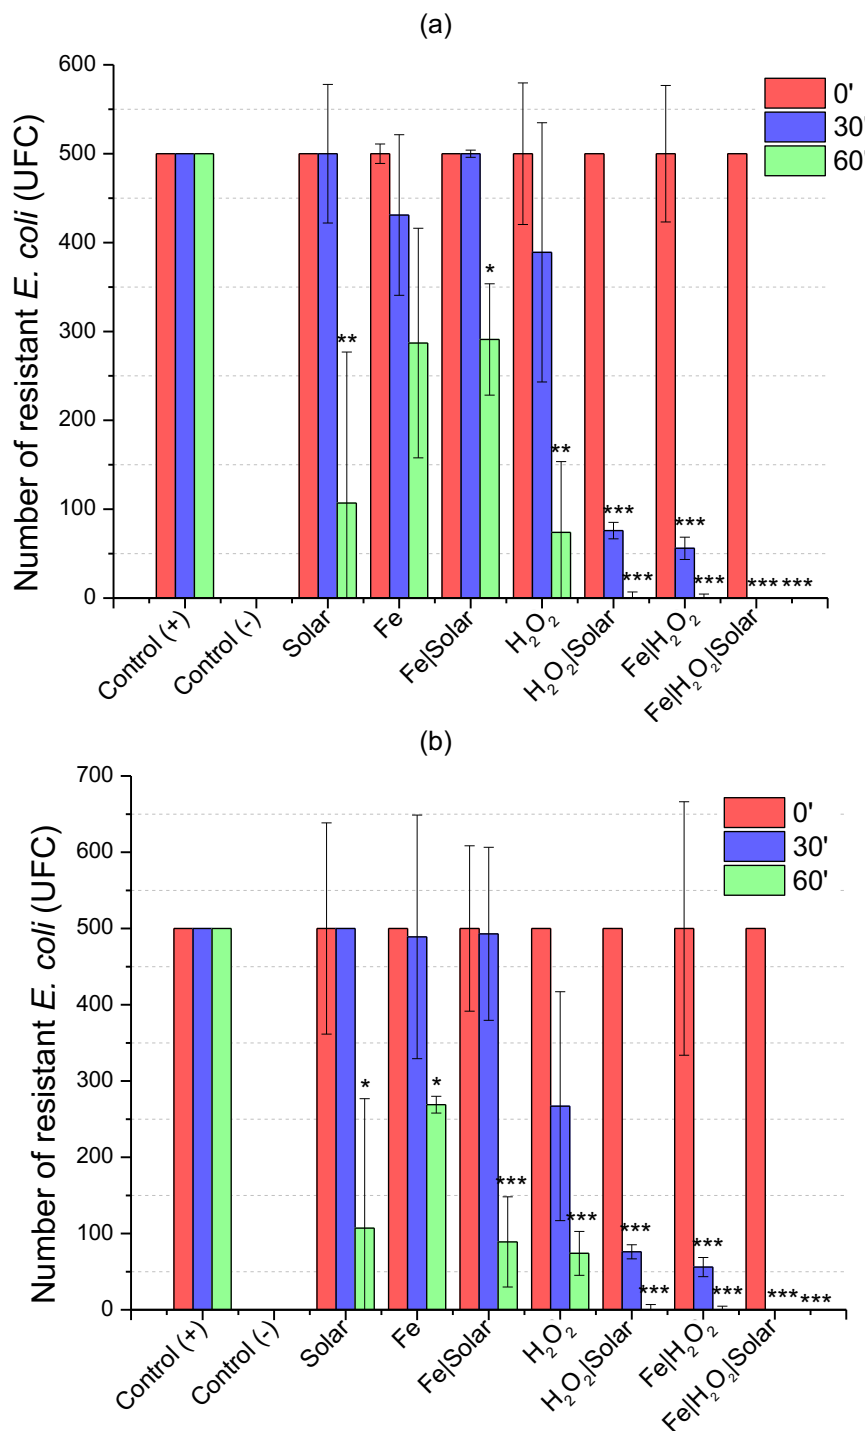 (a)
Number of resistant E. coli (UFC)
600
500
400
300
200
100
0
0'
30'
60'
**
*
**
***
***
***
***
*** ***
Control (+)
Control (-)
Solar
Fe
Fe|Solar
H₂O₂
H₂O₂|Solar
Fe|H₂O₂
Fe|H₂O₂|Solar
(b)
Number of resistant E. coli (UFC)
700
600
500
400
300
200
100
0
0'
30'
60'
*
*
***
***
***
***
***
***
*** ***
Control (+)
Control (-)
Solar
Fe
Fe|Solar
H₂O₂
H₂O₂|Solar
Fe|H₂O₂
Fe|H₂O₂|Solar